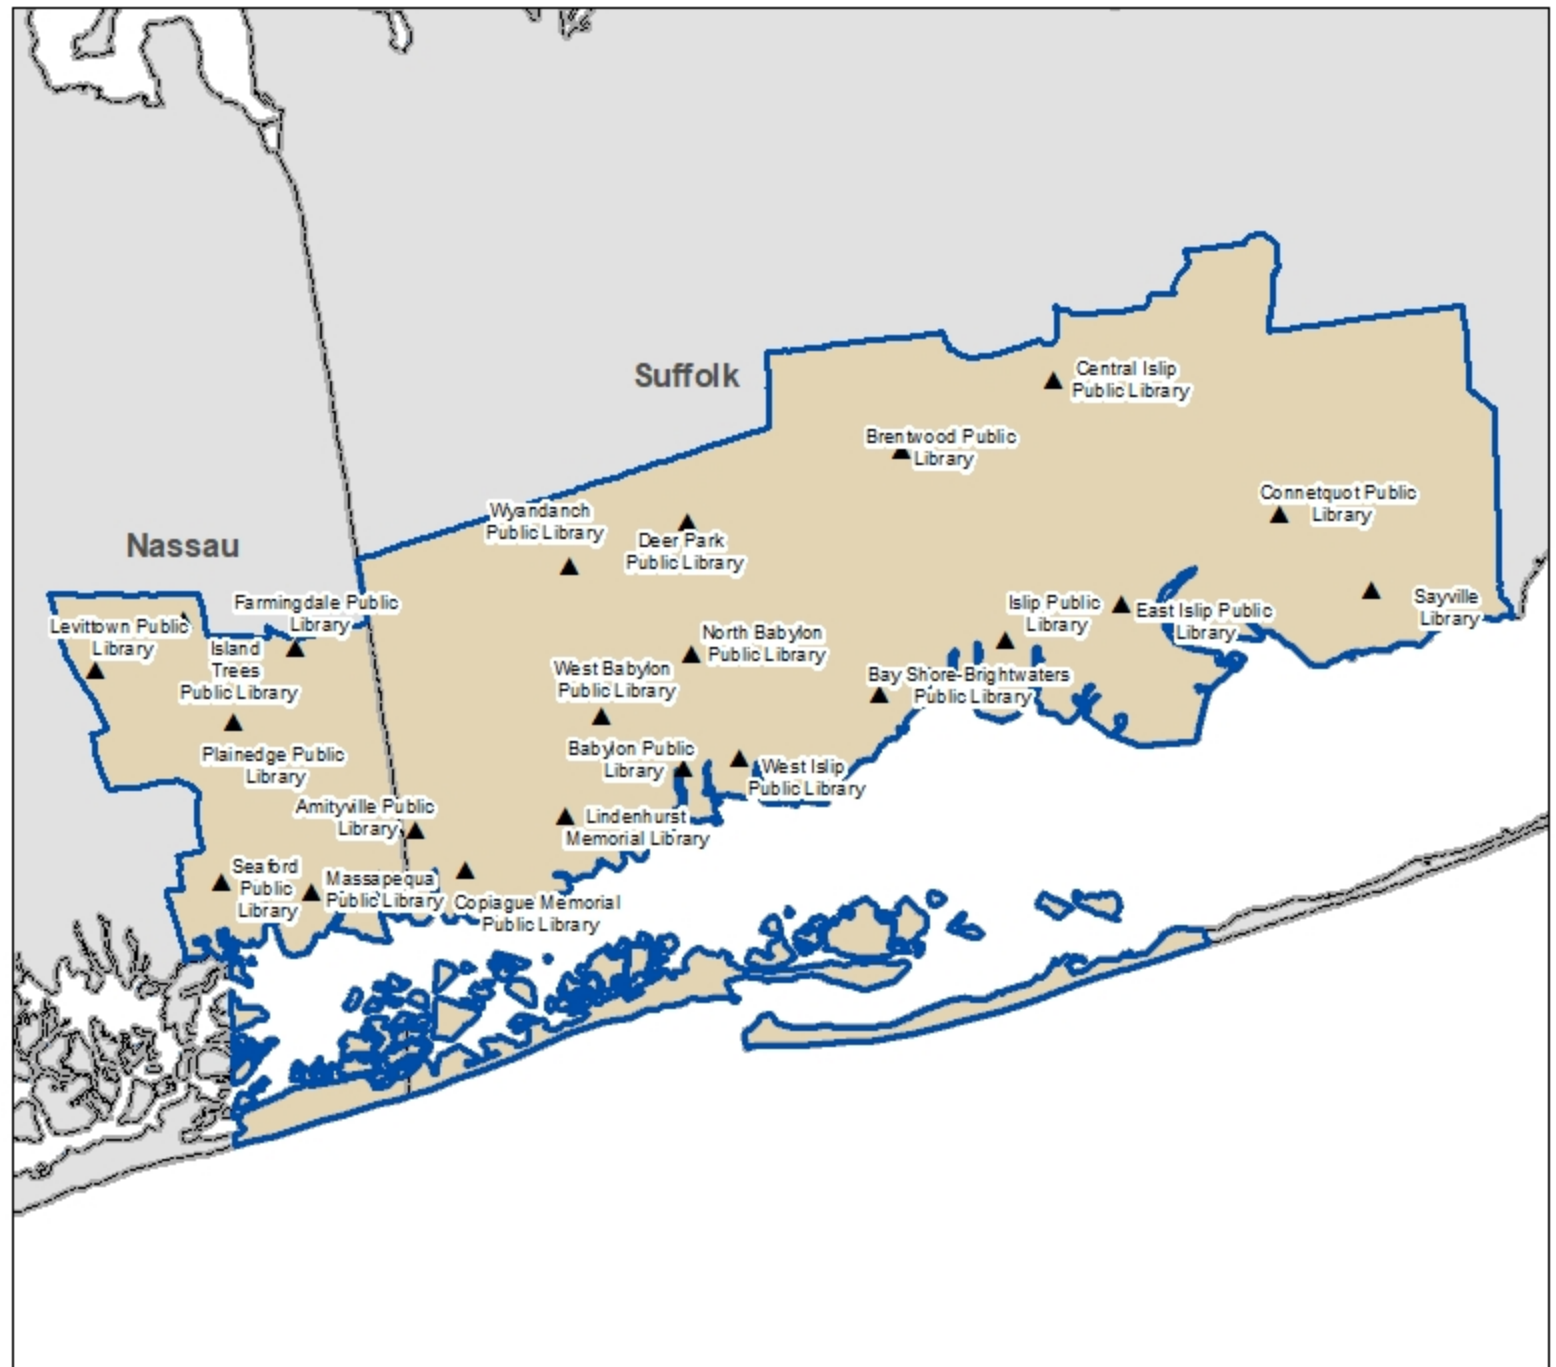 Suffolk
Central Islip
Public Library
Brentwood Public
Library
Connetquot Public
Library
Wyandanch
Public Library
Deer Park
Public Library
Nassau
Farmingdale Public
Library
Levittown Public
Library
Island
Trees
Public Library
Islip Public
Library
East Islip Public
Library
Sayville
Library
North Babylon
Public Library
West Babylon
Public Library
Bay Shore-Brightwaters
Public Library
Plainedge Public
Library
Babylon Public
Library
West Islip
Public Library
Amityville Public
Library
Lindenhurst
Memorial Library
Seaford
Public
Library
Massapequa
Public Library
Copiague Memorial
Public Library